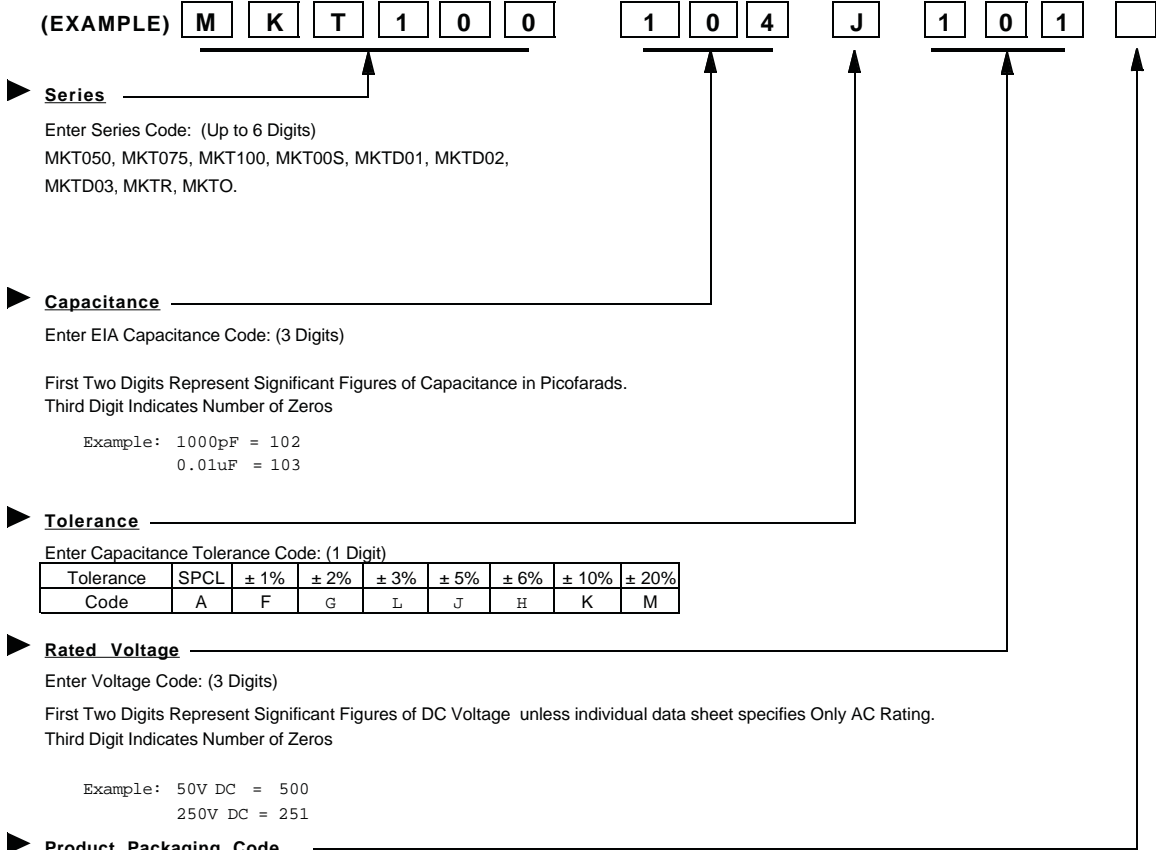 (EXAMPLE) M K T 1 0 0 1 0 4 J 1 0 1
Series
Enter Series Code: (Up to 6 Digits)
MKT050, MKT075, MKT100, MKT00S, MKTD01, MKTD02,
MKTD03, MKTR, MKTO.
Capacitance
Enter EIA Capacitance Code: (3 Digits)
First Two Digits Represent Significant Figures of Capacitance in Picofarads.
Third Digit Indicates Number of Zeros
Example: 1000pF = 102
0.01uF = 103
Tolerance
Enter Capacitance Tolerance Code: (1 Digit)
Tolerance SPCL ± 1% ± 2% ± 3% ± 5% ± 6% ± 10% ± 20%
Code A F G L J H K M
Rated Voltage
Enter Voltage Code: (3 Digits)
First Two Digits Represent Significant Figures of DC Voltage unless individual data sheet specifies Only AC Rating.
Third Digit Indicates Number of Zeros
Example: 50V DC = 500
250V DC = 251
Product Packaging Code